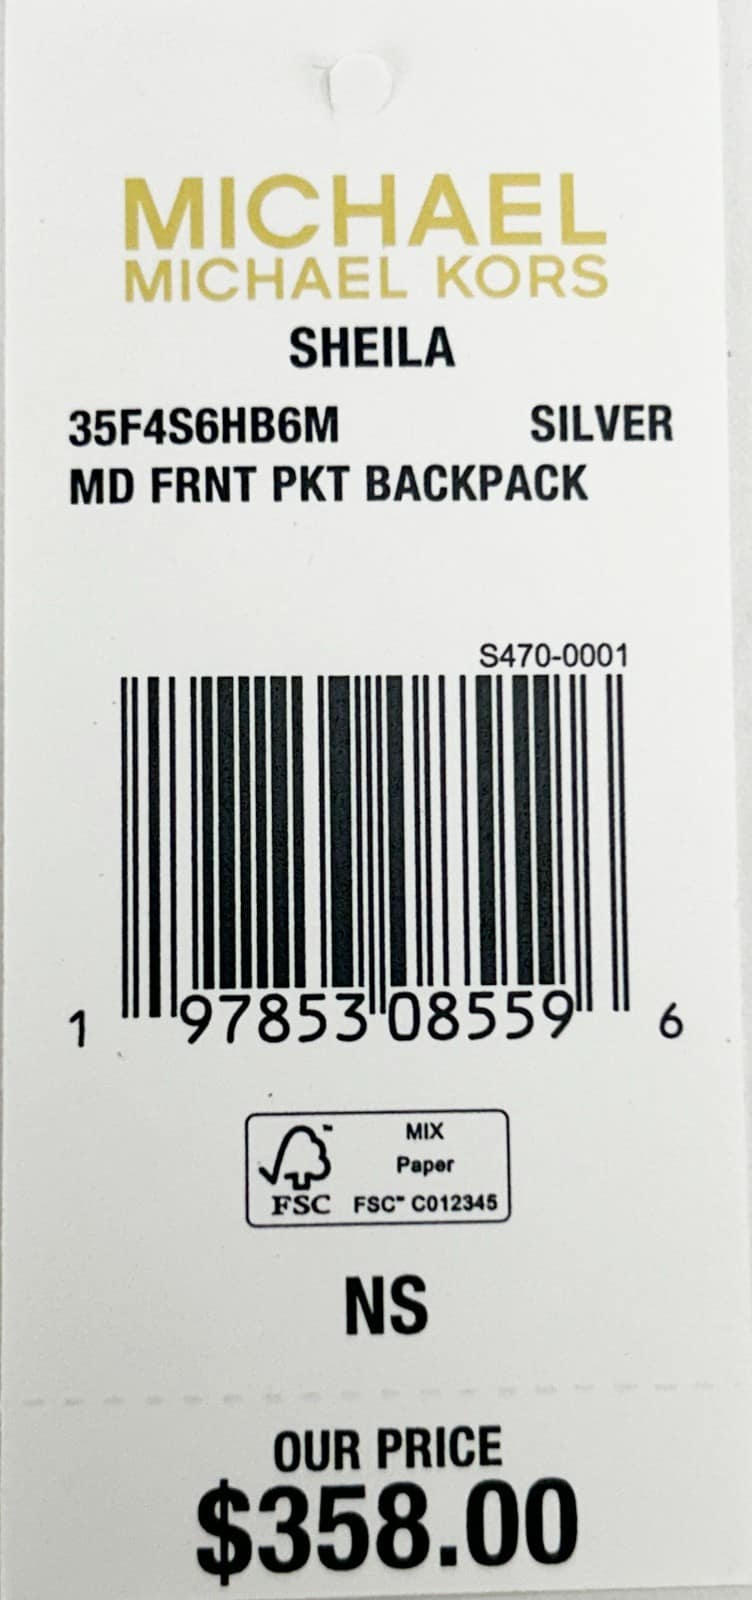 MICHAEL
MICHAEL KORS
SHEILA
35F4S6HB6M SILVER
MD FRNT PKT BACKPACK
S470-0001
1 97853 08559 6
MIX
Paper
FSC FSC™ C012345
NS
OUR PRICE
$358.00